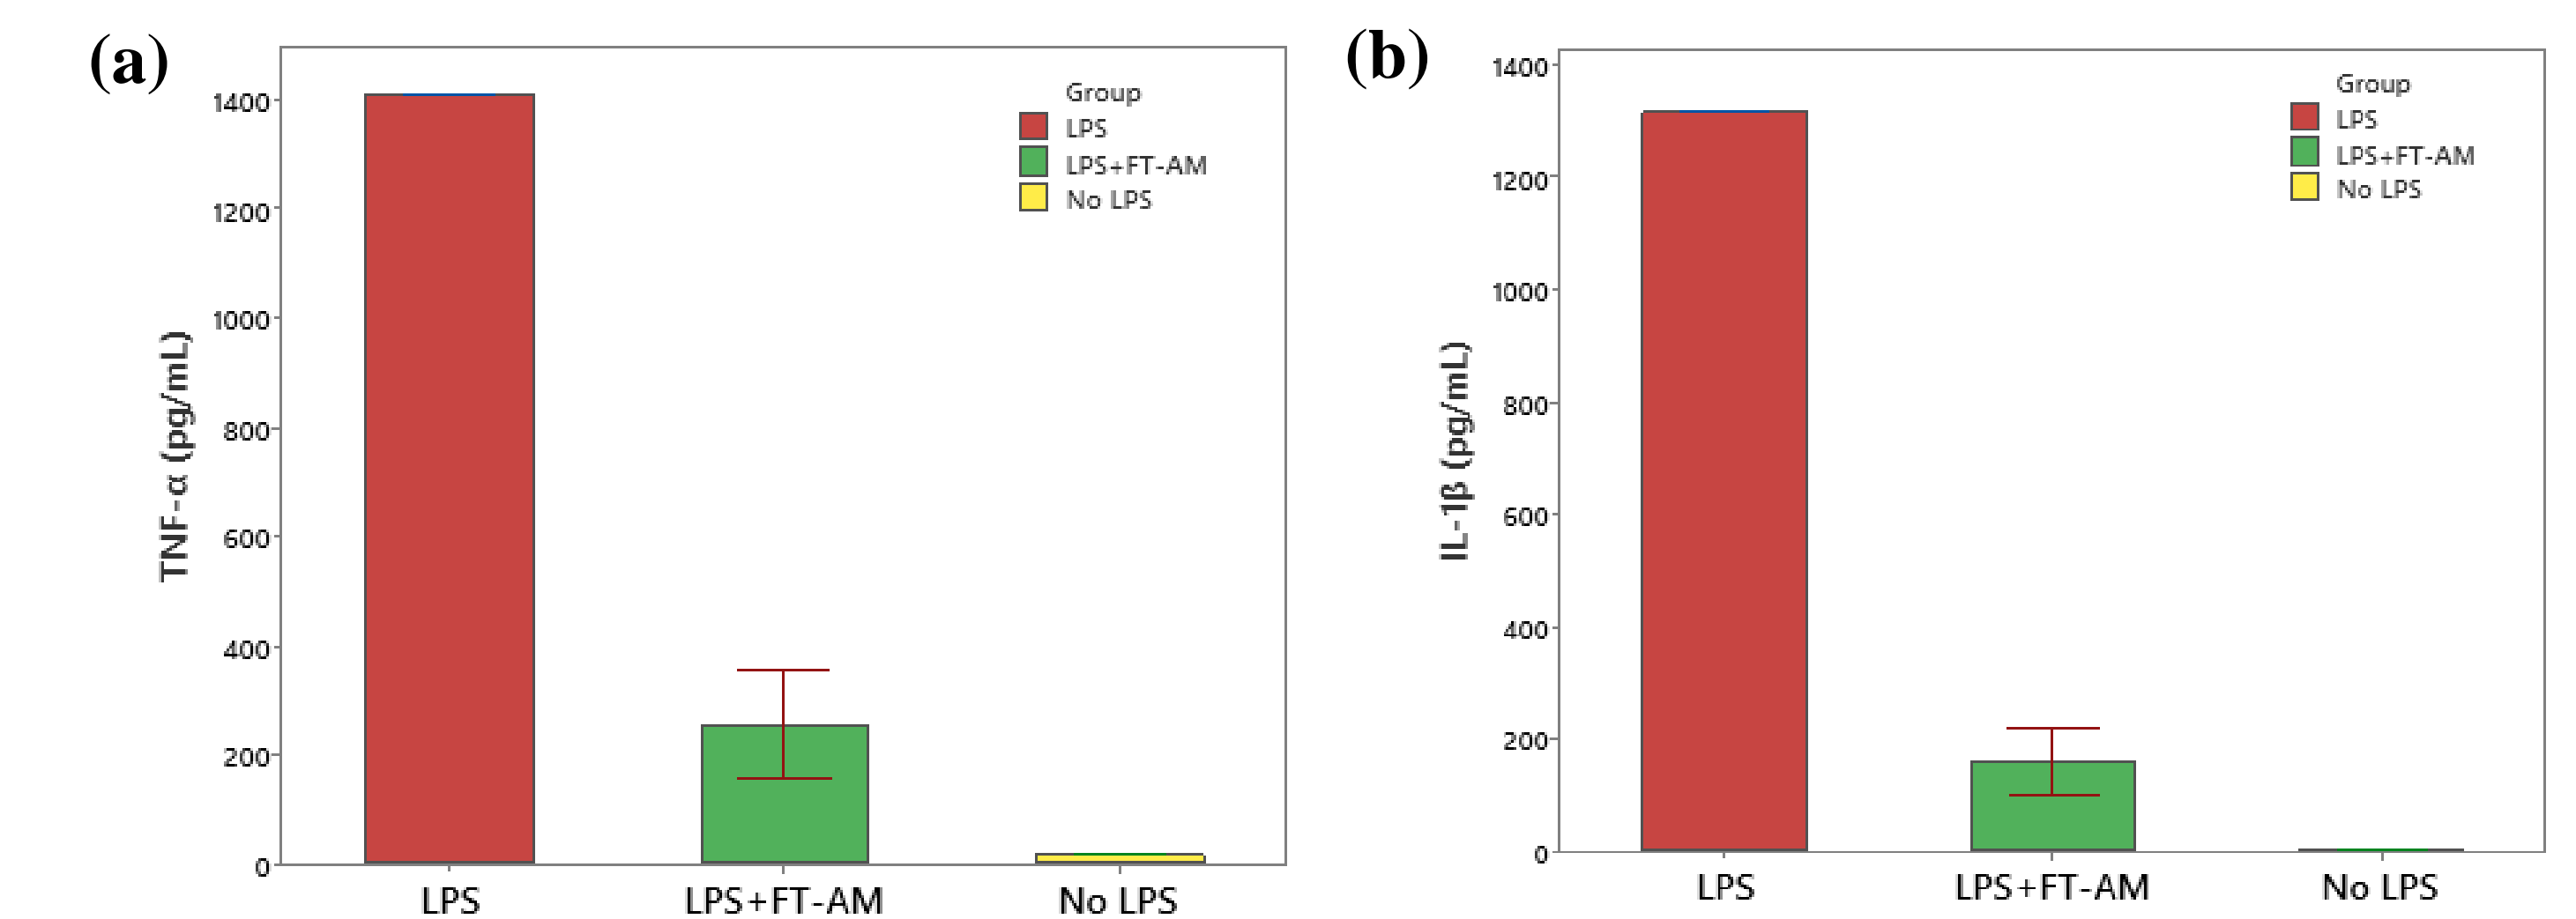 (a)
TNF-α (pg/mL)
1400
1200
1000
800
600
400
200
0
Group
LPS
LPS+FT-AM
No LPS
LPS
LPS+FT-AM
No LPS
(b)
IL-1β (pg/mL)
1400
1200
1000
800
600
400
200
0
Group
LPS
LPS+FT-AM
No LPS
LPS
LPS+FT-AM
No LPS